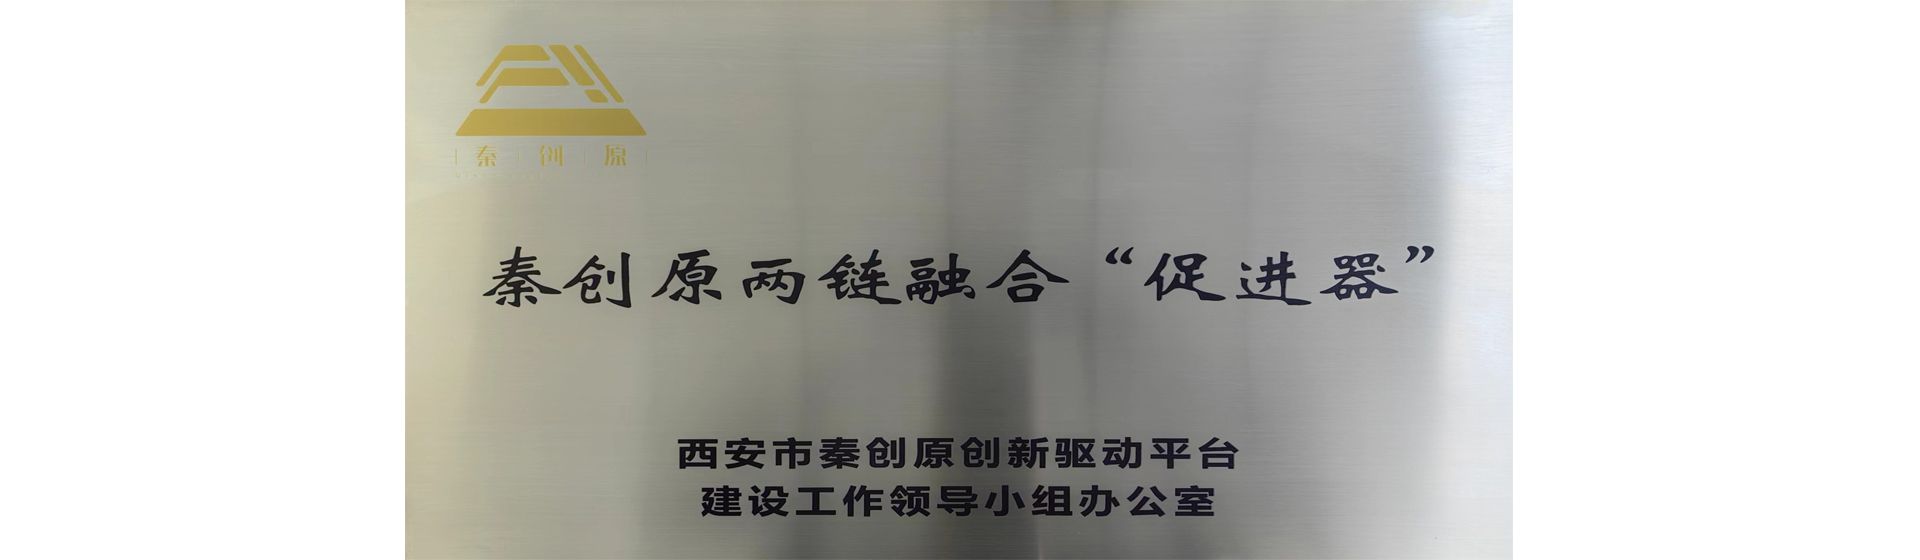 秦创原
秦创原两链融合“促进器”
西安市秦创原创新驱动平台
建设工作领导小组办公室